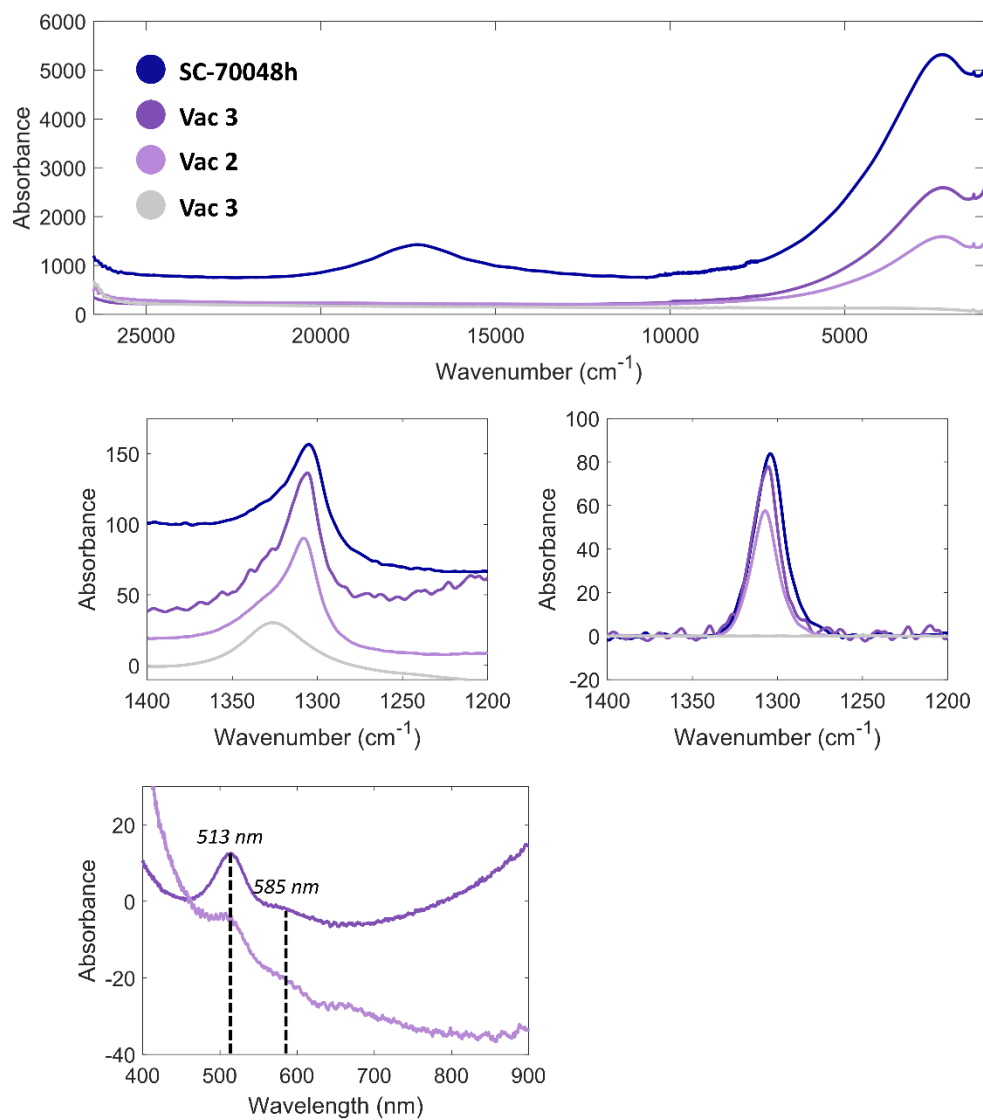 6000
5000
4000
3000
2000
1000
0
Absorbance
SC-70048h
Vac 3
Vac 2
Vac 3
25000 20000 15000 10000 5000
Wavenumber (cm-1)
150
100
50
0
Absorbance
1400 1350 1300 1250 1200
Wavenumber (cm-1)
100
80
60
40
20
0
-20
Absorbance
1400 1350 1300 1250 1200
Wavenumber (cm-1)
20
0
-20
-40
Absorbance
513 nm
585 nm
400 500 600 700 800 900
Wavelength (nm)